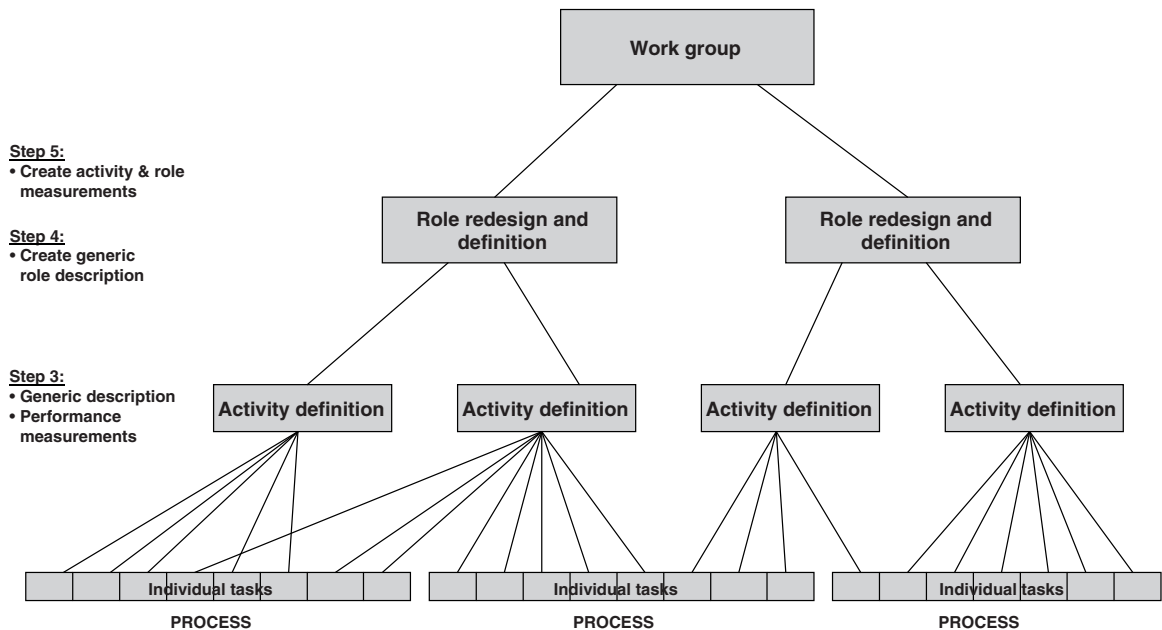 Work group
Step 5:
• Create activity & role
measurements
Role redesign and
definition
Role redesign and
definition
Step 4:
• Create generic
role description
Step 3:
• Generic description
• Performance
measurements
Activity definition
Activity definition
Activity definition
Activity definition
Individual tasks
Individual tasks
Individual tasks
PROCESS
PROCESS
PROCESS